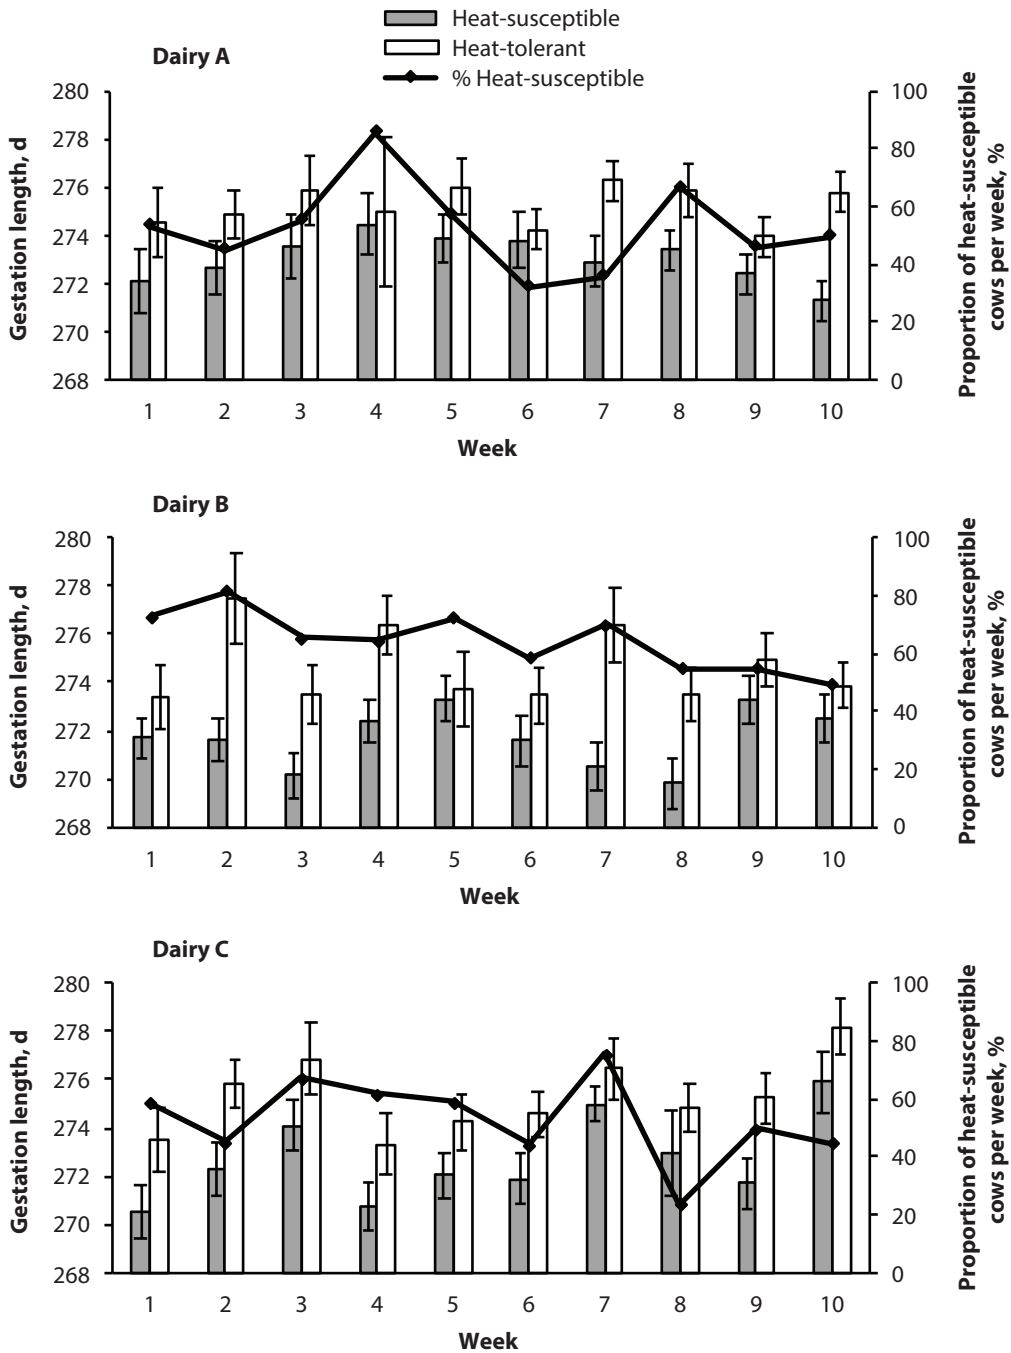 Heat-susceptible
Heat-tolerant
% Heat-susceptible
Dairy A
280
278
276
274
272
270
268
Gestation length, d
100
80
60
40
20
0
Proportion of heat-susceptible
cows per week, %
1 2 3 4 5 6 7 8 9 10
Week
Dairy B
280
278
276
274
272
270
268
Gestation length, d
100
80
60
40
20
0
Proportion of heat-susceptible
cows per week, %
1 2 3 4 5 6 7 8 9 10
Week
Dairy C
280
278
276
274
272
270
268
Gestation length, d
100
80
60
40
20
0
Proportion of heat-susceptible
cows per week, %
1 2 3 4 5 6 7 8 9 10
Week